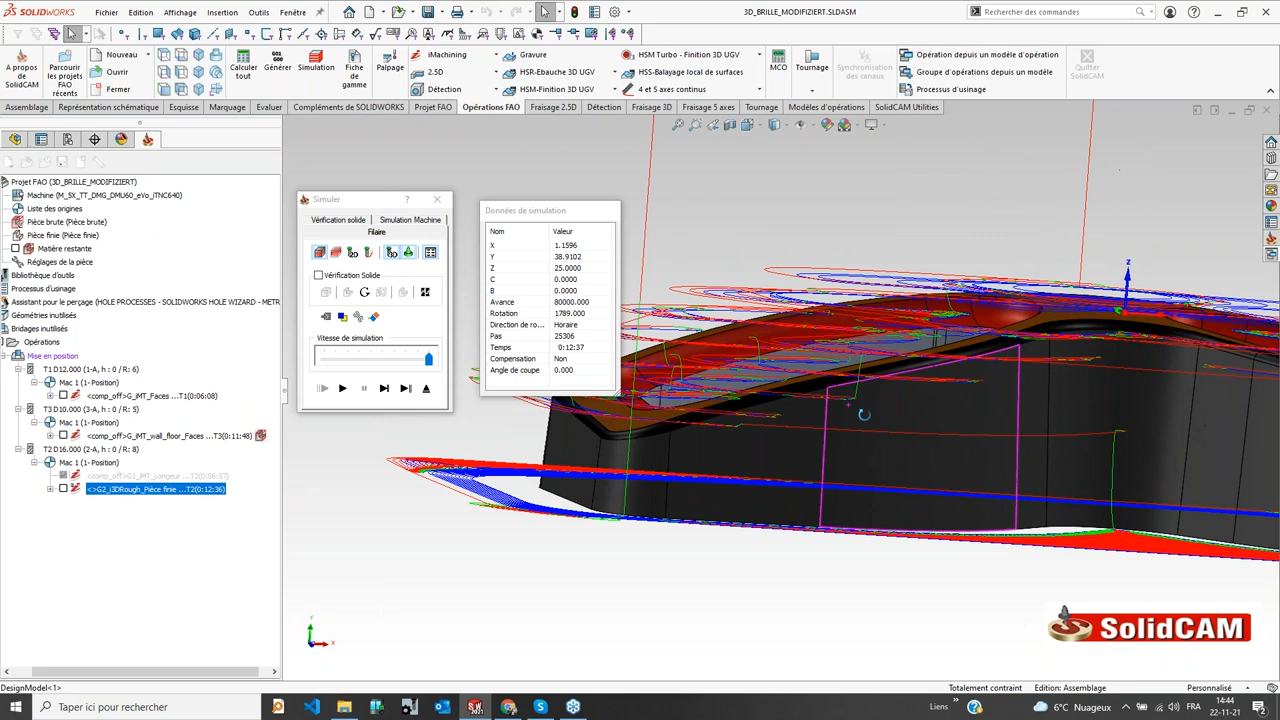 SOLIDWORKS
Fichier
Edition
Affichage
Insertion
Outils
Fenêtre
3D_BRILLE_MODIFIZIERT.SLDASM
Rechercher des commandes
A propos de SolidCAM
Parcourir les projets FAO récents
Nouveau
Ouvrir
Fermer
Calculer tout
G01 G00
Générer
Simulation
Fiche de gamme
Palpage
iMachining
2.5D
Détection
Gravure
HSR-Ebauche 3D UGV
HSM-Finition 3D UGV
HSM Turbo - Finition 3D UGV
HSS-Balayage local de surfaces
4 et 5 axes continus
MCO
Tournage
Synchronisation des canaux
Opération depuis un modèle d'opération
Groupe d'opérations depuis un modèle
Processus d'usinage
Quitter SolidCAM
Assemblage
Représentation schématique
Esquisse
Marquage
Evaluer
Compléments de SOLIDWORKS
Projet FAO
Opérations FAO
Fraisage 2.5D
Détection
Fraisage 3D
Fraisage 5 axes
Tournage
Modèles d'opérations
SolidCAM Utilities
Projet FAO (3D_BRILLE_MODIFIZIERT)
Machine (M_5X_TT_DMG_DMU60_eVo_iTNC640)
Liste des origines
Pièce brute (Pièce brute)
Pièce finie (Pièce finie)
Matière restante
Réglages de la pièce
Bibliothèque d'outils
Processus d'usinage
Assistant pour le perçage (HOLE PROCESSES - SOLIDWORKS HOLE WIZARD - METR
Géométries inutilisés
Bridages inutilisés
Opérations
Mise en position
T1 D12.000 (1-A, h : 0 / R: 6)
Mac 1 (1- Position)
<comp_off>G_iMT_Faces ...T1(0:06:08)
T3 D10.000 (3-A, h : 0 / R: 5)
Mac 1 (1- Position)
<comp_off>G_iMT_wall_floor_Faces ...T3(0:11:48)
T2 D16.000 (2-A, h : 0 / R: 8)
Mac 1 (1- Position)
<comp_off>G1_iMT_Longeur ...T2(0:06:57)
<>G2_i3DRough_Pièce finie ...T2(0:12:36)
Simuler
?
Vérification solide
Simulation Machine
Filaire
Vérification Solide
Vitesse de simulation
Données de simulation
Nom Valeur
X 1.1596
Y 38.9102
Z 25.0000
C 0.0000
B 0.0000
Avance 80000.000
Rotation 1789.000
Direction de ro... Horaire
Pas 25306
Temps 0:12:37
Compensation Non
Angle de coupe 0.000
Z
Y
X
SolidCAM
DesignModel<1>
Totalement contraint
Edition: Assemblage
Personnalisé
Taper ici pour rechercher
Liens
6°C Nuageux
FRA
14:44
22-11-21